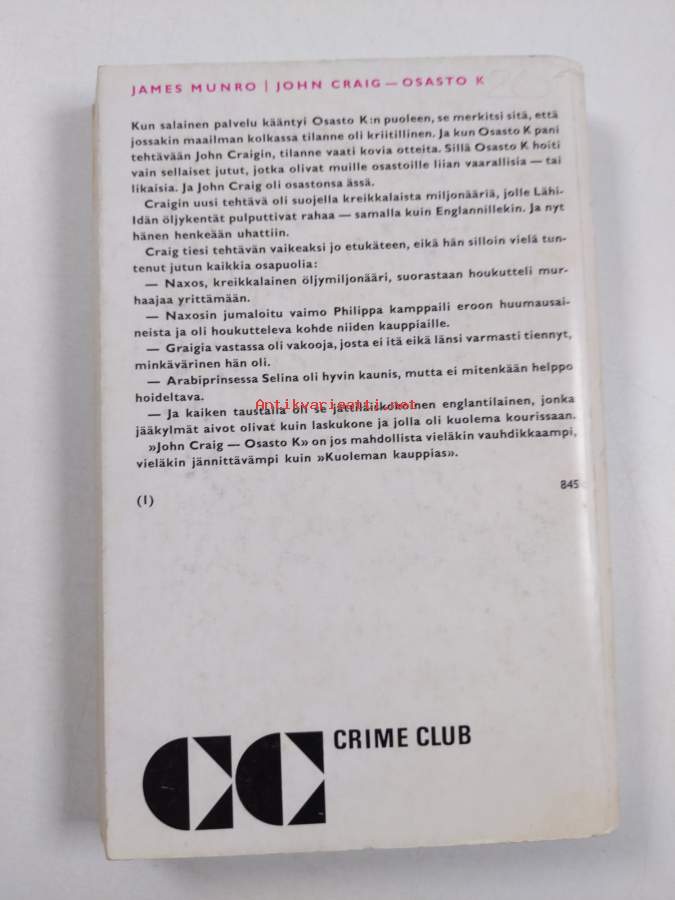 JAMES MUNRO | JOHN CRAIG — OSASTO K
Kun salainen palvelu kääntyi Osasto K:n puoleen, se merkitsi sitä, että
jossakin maailman kolkassa tilanne oli kriitillinen. Ja kun Osasto K pani
tehtävään John Craigin, tilanne vaati kovia otteita. Sillä Osasto K hoiti
vain sellaiset jutut, jotka olivat muille osastoille liian vaarallisia — tai
likaisia. Ja John Craig oli osastonsa ässä.
Craigin uusi tehtävä oli suojella kreikkalaista miljonääriä, jolle Lähi-
Idän öljykentät pulputtivat rahaa — samalla kuin Englannillekin. Ja nyt
hänen henkeään uhattiin.
Craig tiesi tehtävän vaikeaksi jo etukäteen, eikä hän silloin vielä tun-
tenut jutun kaikkia osapuolia:
— Naxos, kreikkalainen öljymiljonääri, suorastaan houkutteli mur-
haajaa yrittämään.
— Naxosin jumaloitu vaimo Philippa kamppaili eroon huumausai-
neista ja oli houkutteleva kohde niiden kauppiaille.
— Graigia vastassa oli vakooja, josta ei itä eikä länsi varmasti tiennyt,
minkävärinen hän oli.
— Arabiprinsessa Selina oli hyvin kaunis, mutta ei mitenkään helppo
hoideltava.
— Ja kaiken taustalla oli se jättiläiskokoinen englantilainen, jonka
jääkylmät aivot olivat kuin laskukone ja jolla oli kuolema kourissaan.
»John Craig — Osasto K» on jos mahdollista vieläkin vauhdikkaampi,
vieläkin jännittävämpi kuin »Kuoleman kauppias».
845
(1)
Antikvariaatti.net
CRIME CLUB